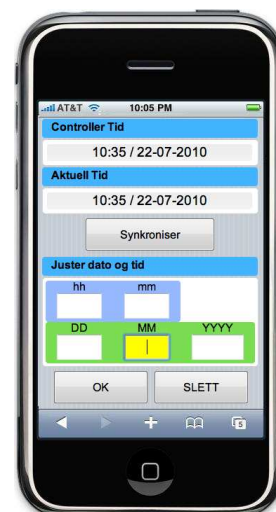 AT&T 10:05 PM
Controller Tid
10:35 / 22-07-2010
Aktuell Tid
10:35 / 22-07-2010
Synkroniser
Juster dato og tid
hh mm
DD MM YYYY
OK SLETT
5